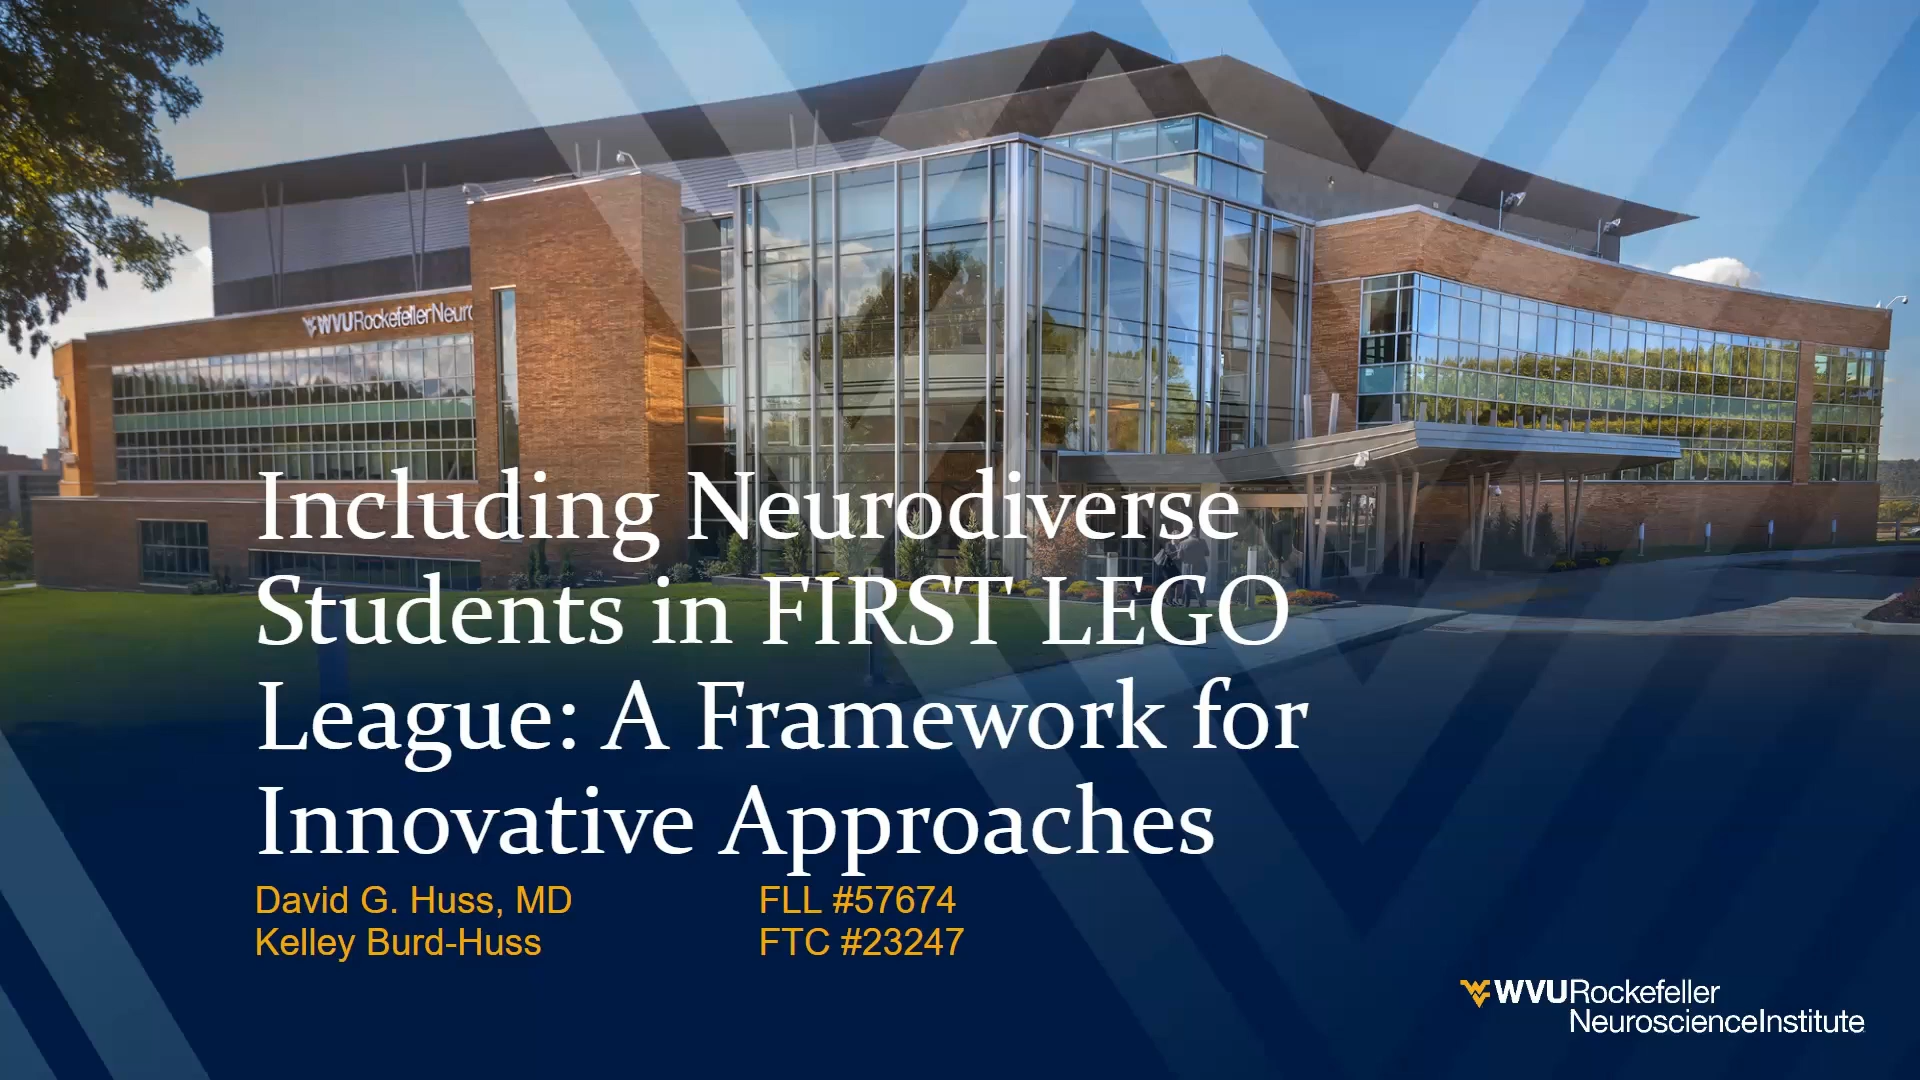 WVURockefellerNeuro
Including Neurodiverse
Students in FIRST LEGO
League: A Framework for
Innovative Approaches
David G. Huss, MD
FLL #57674
Kelley Burd-Huss
FTC #23247
WVURockefeller
NeuroscienceInstitute